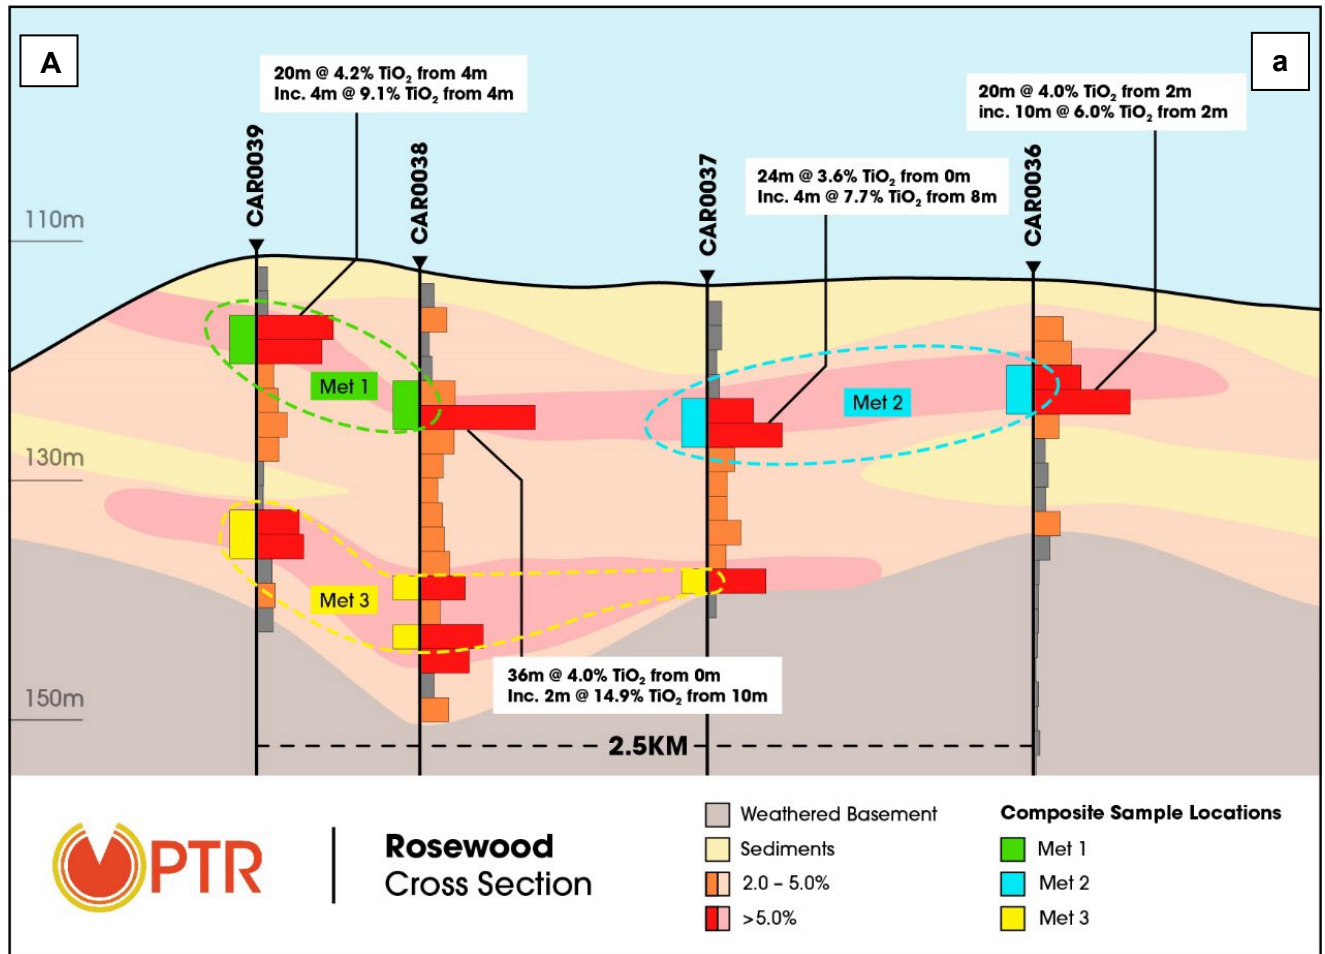 A
a
20m @ 4.2% TiO₂ from 4m
Inc. 4m @ 9.1% TiO₂ from 4m
20m @ 4.0% TiO₂ from 2m
inc. 10m @ 6.0% TiO₂ from 2m
24m @ 3.6% TiO₂ from 0m
Inc. 4m @ 7.7% TiO₂ from 8m
CAR0039
CAR0038
CAR0037
CAR0036
110m
Met 1
Met 2
130m
Met 3
36m @ 4.0% TiO₂ from 0m
Inc. 2m @ 14.9% TiO₂ from 10m
150m
2.5KM
PTR
Rosewood
Cross Section
Weathered Basement
Sediments
2.0 – 5.0%
>5.0%
Composite Sample Locations
Met 1
Met 2
Met 3